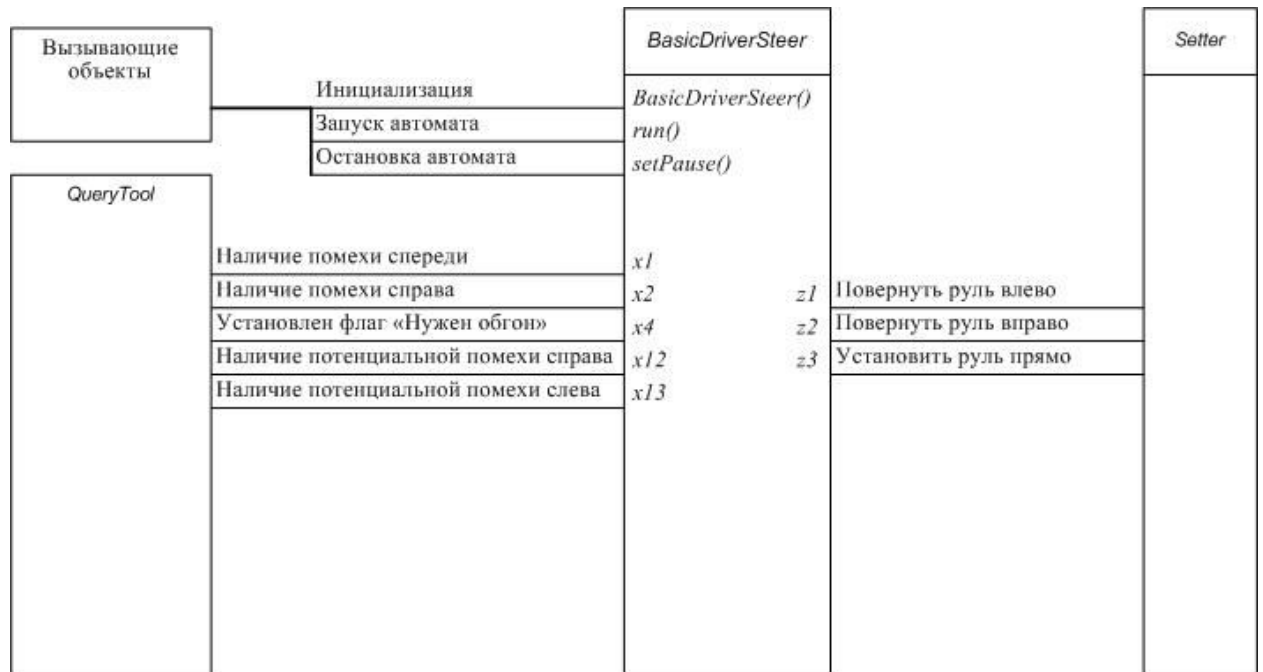 Вызывающие
объекты
BasicDriverSteer
Setter
Инициализация
BasicDriverSteer()
Запуск автомата
run()
Остановка автомата
setPause()
QueryTool
Наличие помехи спереди
x1
Наличие помехи справа
x2
z1
Повернуть руль влево
Установлен флаг «Нужен обгон»
x4
z2
Повернуть руль вправо
Наличие потенциальной помехи справа
x12
z3
Установить руль прямо
Наличие потенциальной помехи слева
x13